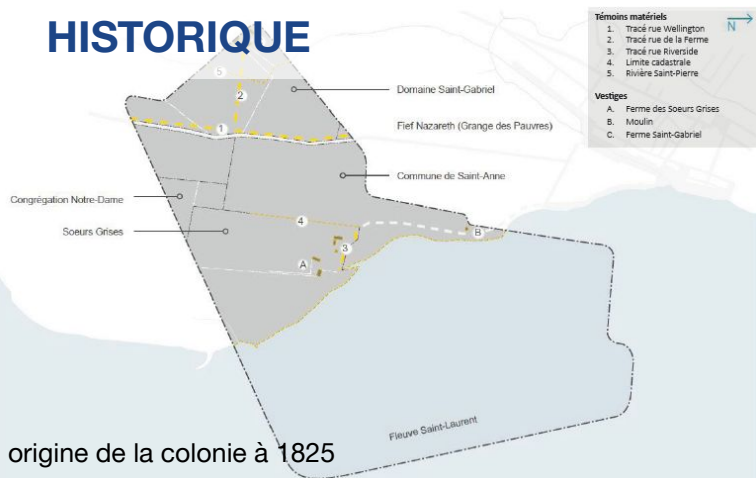 HISTORIQUE
Témoins matériels
N
1. Tracé rue Wellington
2. Tracé rue de la Ferme
3. Tracé rue Riverside
4. Limite cadastrale
5. Rivière Saint-Pierre
Vestiges
A. Ferme des Soeurs Grises
B. Moulin
C. Ferme Saint-Gabriel
5
2
Domaine Saint-Gabriel
1
Fief Nazareth (Grange des Pauvres)
Commune de Saint-Anne
Congrégation Notre-Dame
4
Soeurs Grises
B
3
A
Fleuve Saint-Laurent
origine de la colonie à 1825